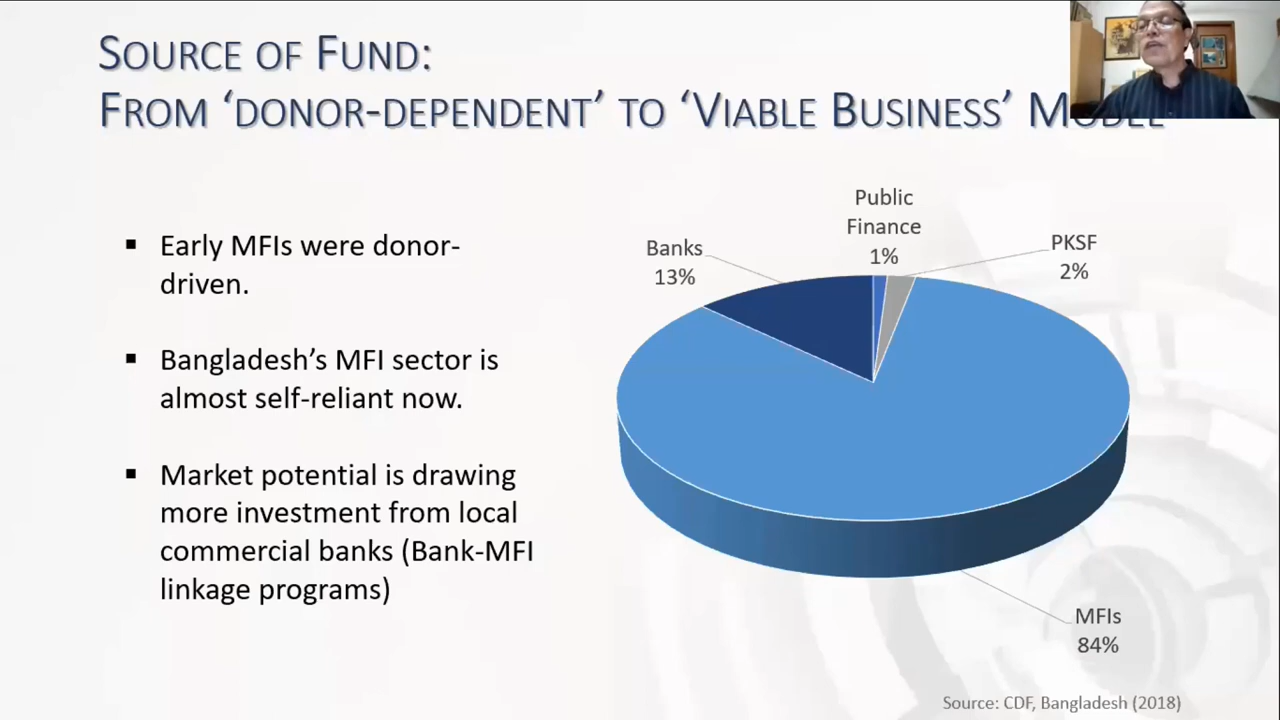 SOURCE OF FUND:
FROM ‘DONOR-DEPENDENT’ TO ‘VIABLE BUSINESS’ MODEL
▪ Early MFIs were donor-
driven.
▪ Bangladesh’s MFI sector is
almost self-reliant now.
▪ Market potential is drawing
more investment from local
commercial banks (Bank-MFI
linkage programs)
Banks
13%
Public
Finance
1%
PKSF
2%
MFIs
84%
Source: CDF, Bangladesh (2018)